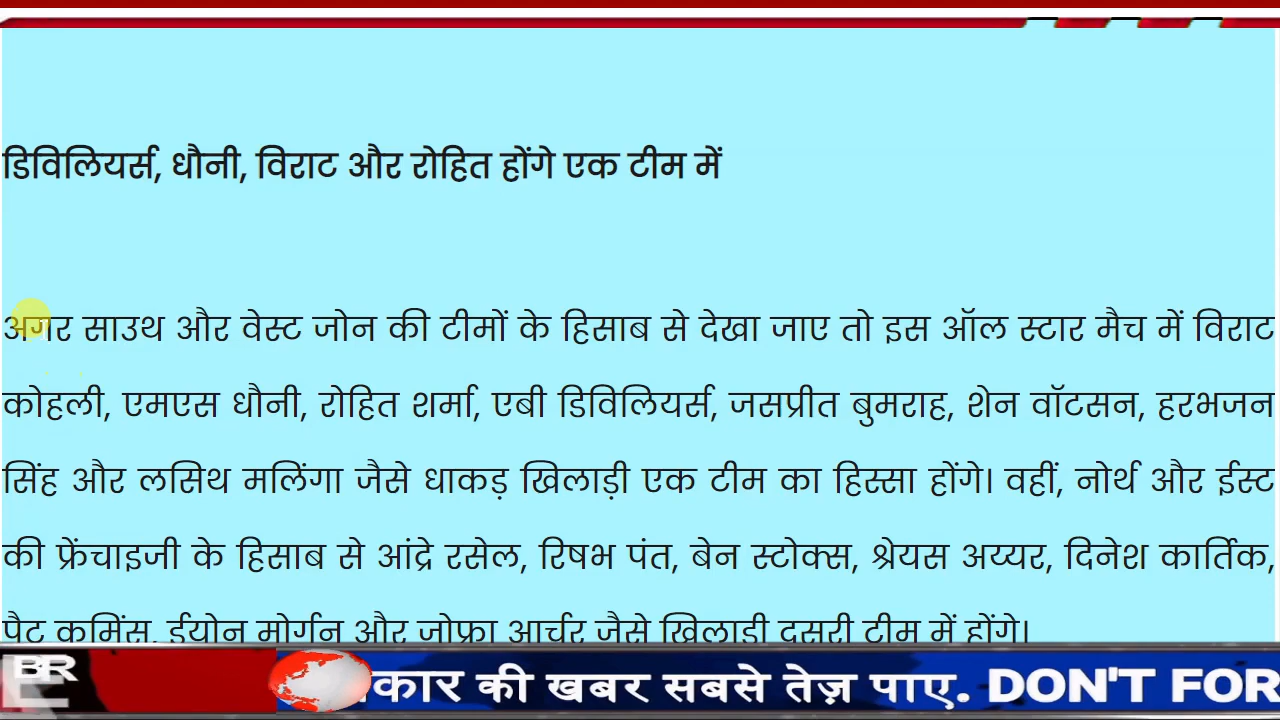 डिविलियर्स, धौनी, विराट और रोहित होंगे एक टीम में
अगर साउथ और वेस्ट जोन की टीमों के हिसाब से देखा जाए तो इस ऑल स्टार मैच में विराट
कोहली, एमएस धौनी, रोहित शर्मा, एबी डिविलियर्स, जसप्रीत बुमराह, शेन वॉटसन, हरभजन
सिंह और लसिथ मलिंगा जैसे धाकड़ खिलाड़ी एक टीम का हिस्सा होंगे। वहीं, नोर्थ और ईस्ट
की फ्रेंचाइजी के हिसाब से आंद्रे रसेल, रिषभ पंत, बेन स्टोक्स, श्रेयस अय्यर, दिनेश कार्तिक,
पैट कमिंस, ईयोन मोर्गन और जोफ्रा आर्चर जैसे खिलाड़ी दूसरी टीम में होंगे।
कार की खबर सबसे तेज़ पाए. DON'T FOR